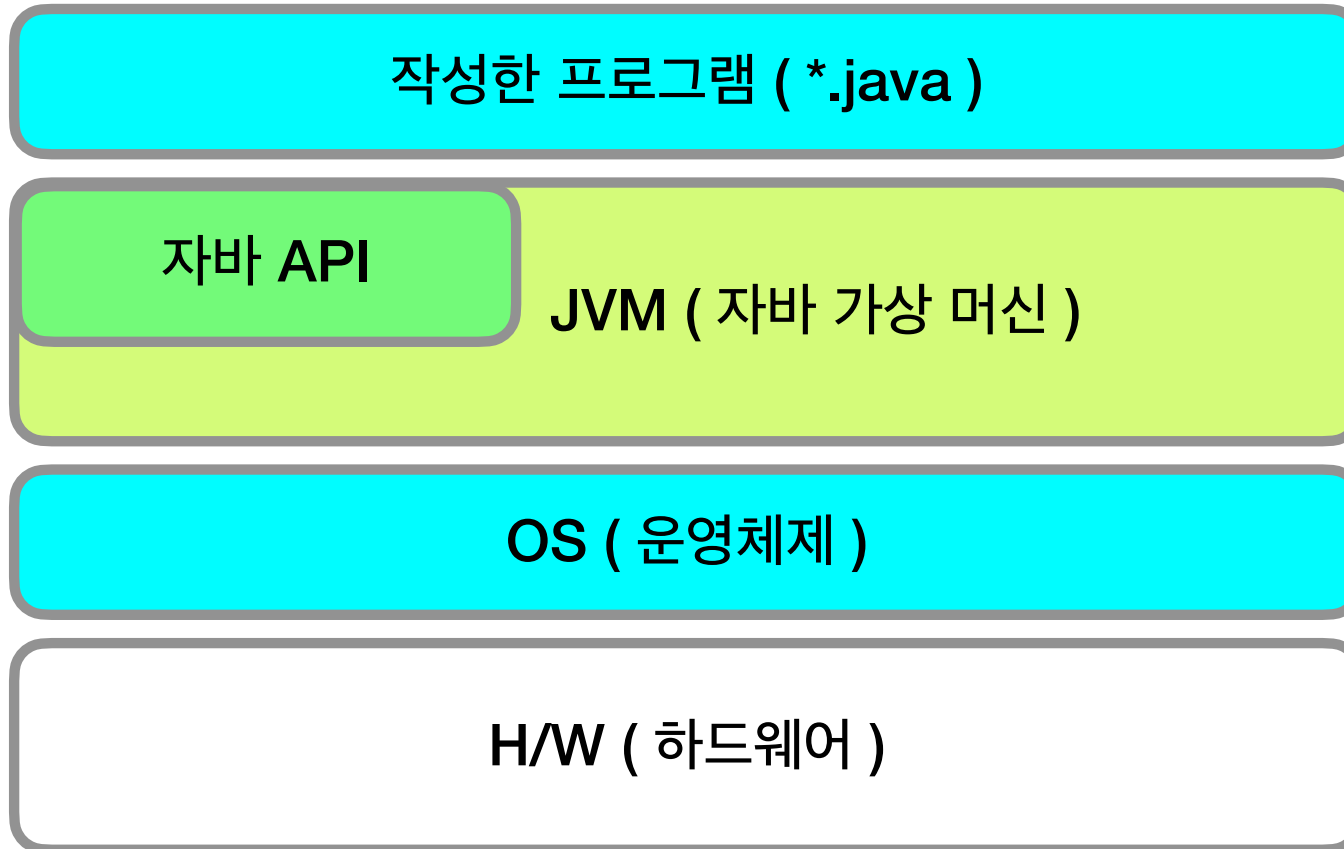 작성한 프로그램 ( *.java )
자바 API
JVM ( 자바 가상 머신 )
OS ( 운영체제 )
H/W ( 하드웨어 )